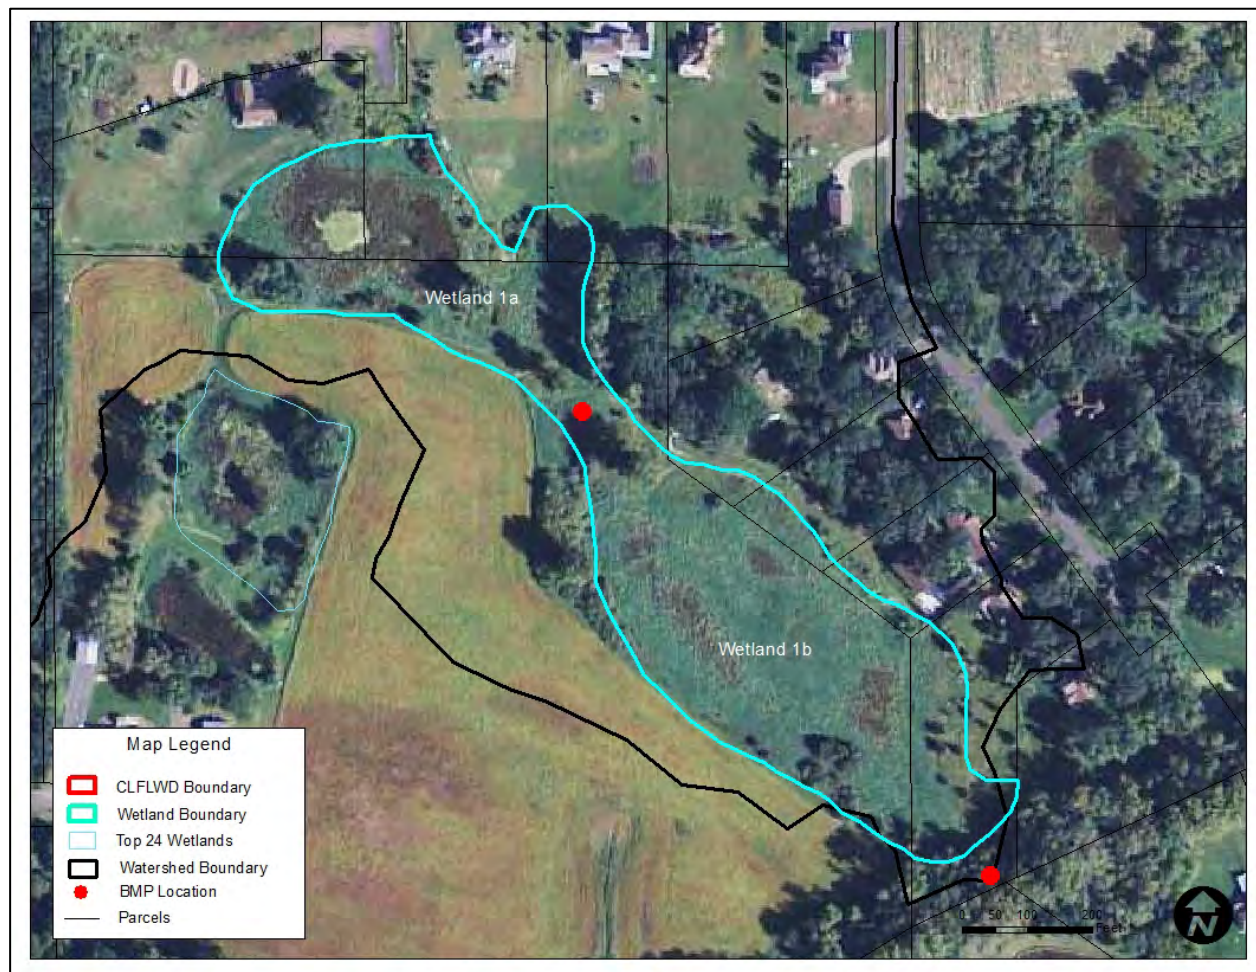 Wetland 1a
Wetland 1b
Map Legend
CLFLWD Boundary
Wetland Boundary
Top 24 Wetlands
Watershed Boundary
BMP Location
Parcels
0 50 100 200
Feet
N